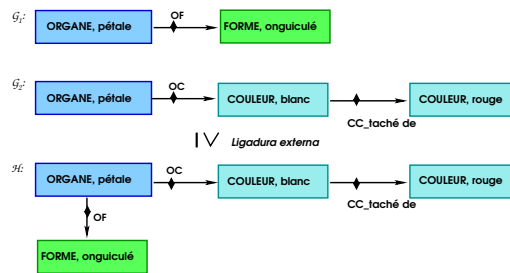 G₁: ORGANE, pétale OF FORME, onguiculé
G₂: ORGANE, pétale OC COULEUR, blanc CC_taché de COULEUR, rouge
I\/ Ligadura externa
H: ORGANE, pétale OC COULEUR, blanc CC_taché de COULEUR, rouge
OF
FORME, onguiculé